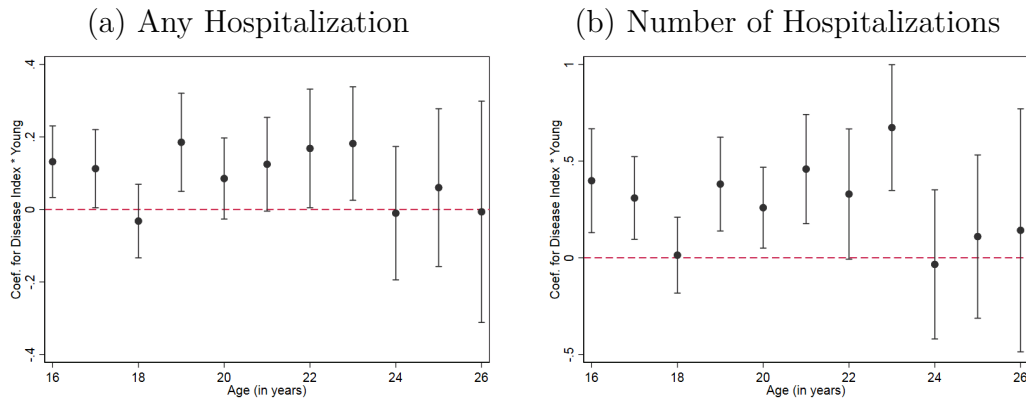 (a) Any Hospitalization
Coef. for Disease Index * Young
.4
.2
0
-.2
-.4
16 18 20 22 24 26
Age (in years)
(b) Number of Hospitalizations
Coef. for Disease Index * Young
1
.5
0
-.5
16 18 20 22 24 26
Age (in years)